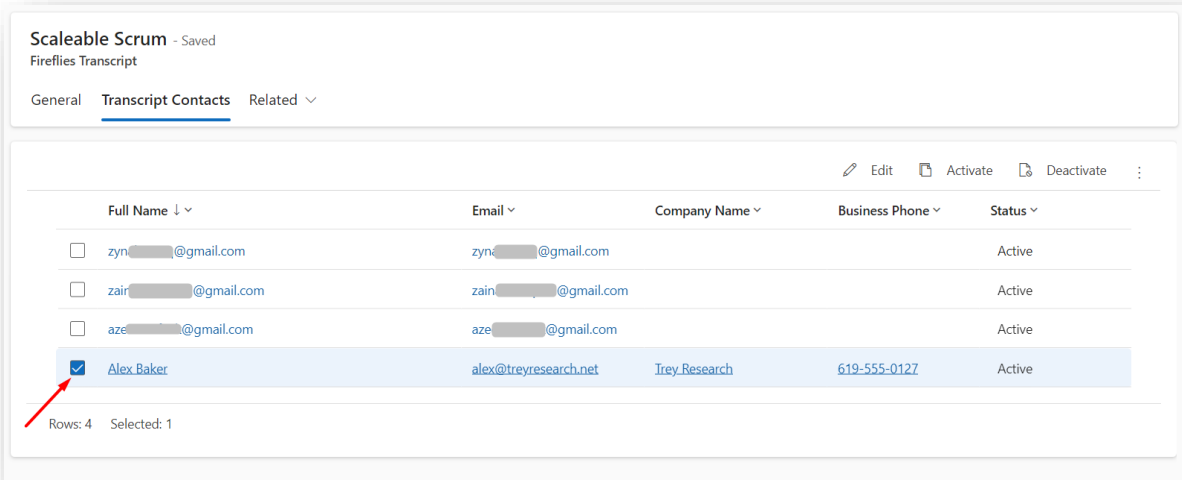 Scaleable Scrum - Saved
Fireflies Transcript
General Transcript Contacts Related
Edit Activate Deactivate
Full Name Email Company Name Business Phone Status
@gmail.com @gmail.com Active
@gmail.com @gmail.com Active
@gmail.com @gmail.com Active
Alex Baker alex@treyresearch.net Trey Research 619-555-0127 Active
Rows: 4 Selected: 1